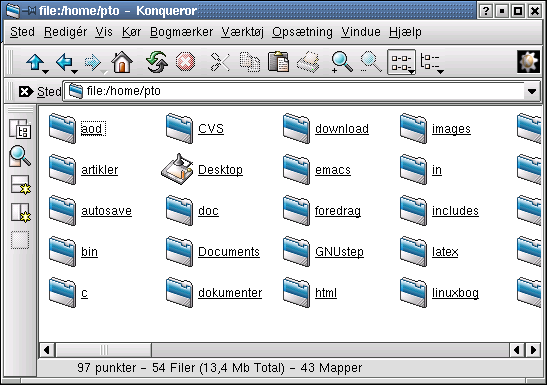 file:/home/pto - Konqueror
Sted Redigér Vis Kør Bogmærker Værktøj Opsætning Vindue Hjælp
Sted file:/home/pto
aod CVS download images
artikler Desktop emacs in
autosave doc foredrag includes
bin Documents GNUstep latex
c dokumenter html linuxbog
97 punkter - 54 Filer (13,4 Mb Total) - 43 Mapper